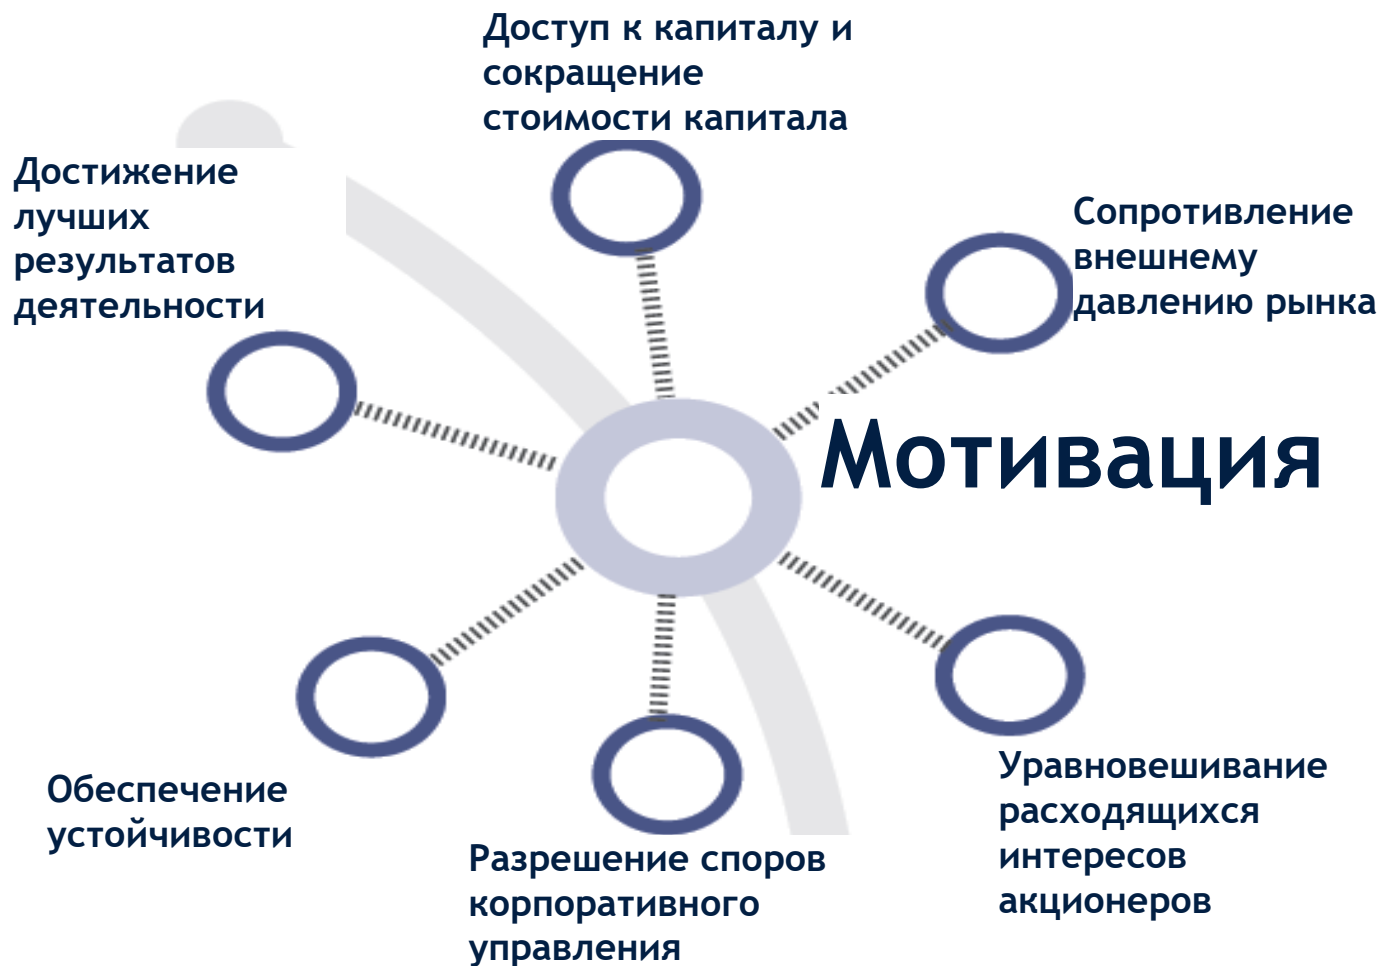 Доступ к капиталу и
сокращение
стоимости капитала
Достижение
лучших
результатов
деятельности
Сопротивление
внешнему
давлению рынка
Мотивация
Обеспечение
устойчивости
Разрешение споров
корпоративного
управления
Уравновешивание
расходящихся
интересов
акционеров